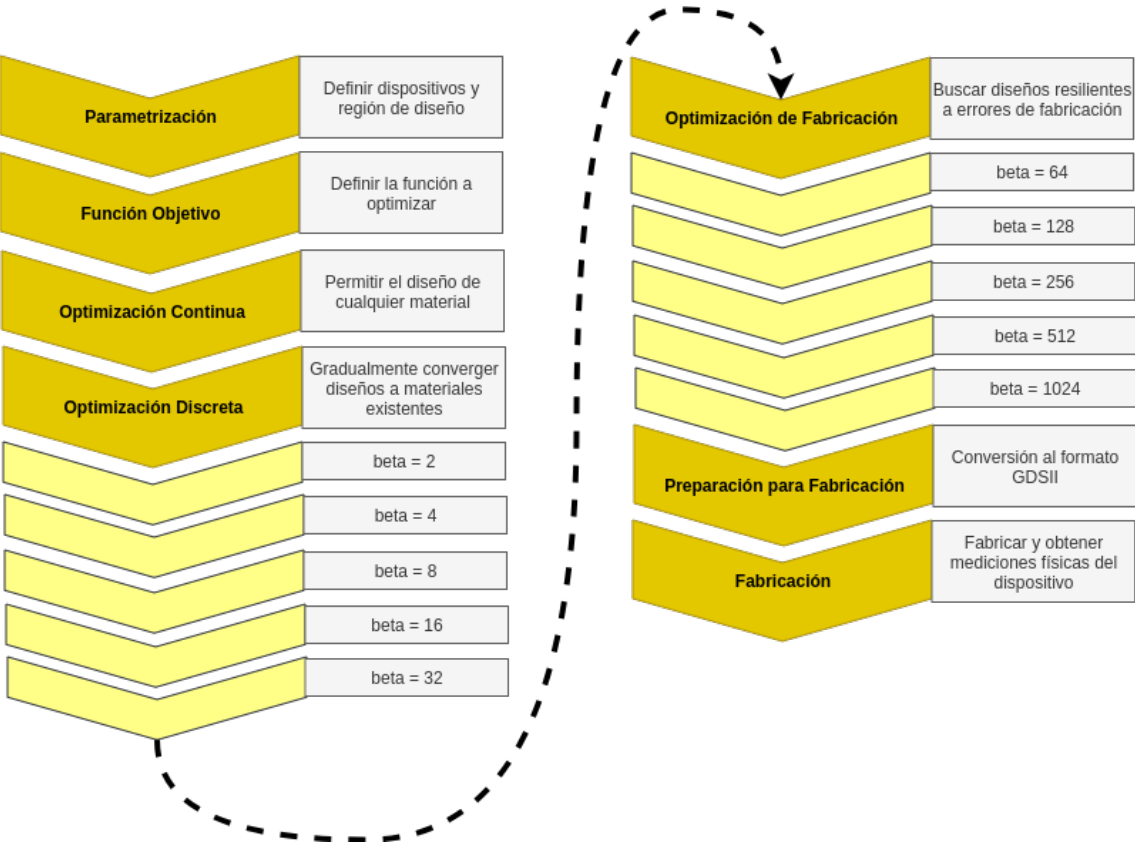 Parametrización
Definir dispositivos y
región de diseño
Función Objetivo
Definir la función a
optimizar
Optimización Continua
Permitir el diseño de
cualquier material
Optimización Discreta
Gradualmente converger
diseños a materiales
existentes
beta = 2
beta = 4
beta = 8
beta = 16
beta = 32
Optimización de Fabricación
Buscar diseños resilientes
a errores de fabricación
beta = 64
beta = 128
beta = 256
beta = 512
beta = 1024
Preparación para Fabricación
Conversión al formato
GDSII
Fabricación
Fabricar y obtener
mediciones físicas del
dispositivo